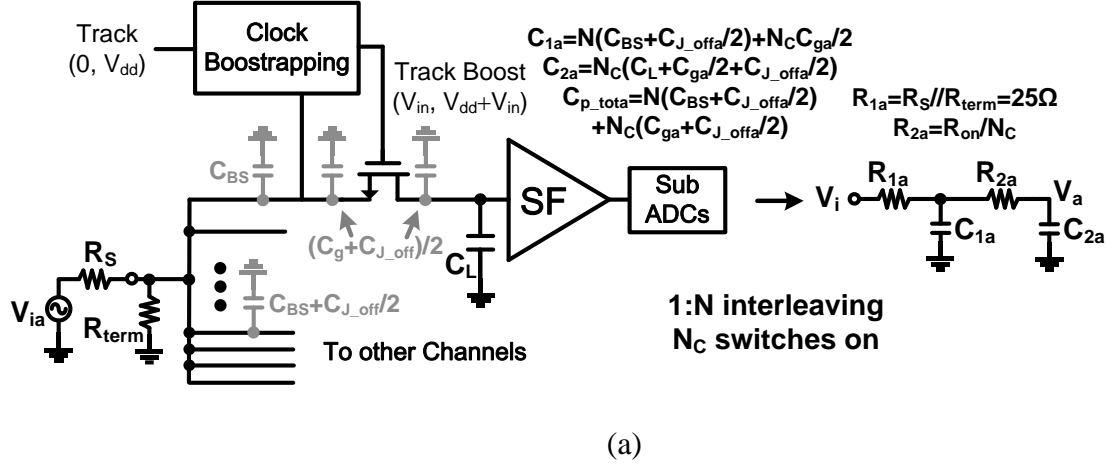 Track
(0, Vdd)
Clock
Boostrapping
Track Boost
(Vin, Vdd+Vin)
C1a=N(CBS+CJ_offa/2)+NCCga/2
C2a=NC(CL+Cga/2+CJ_offa/2)
Cp_tota=N(CBS+CJ_offa/2)
+NC(Cga+CJ_offa/2)
R1a=RS//Rterm=25Ω
R2a=Ron/NC
CBS
(Cg+CJ_off)/2
CL
SF
Sub
ADCs
Vi
R1a
R2a
Va
C1a
C2a
RS
Via
Rterm
CBS+CJ_off/2
To other Channels
1:N interleaving
NC switches on
(a)